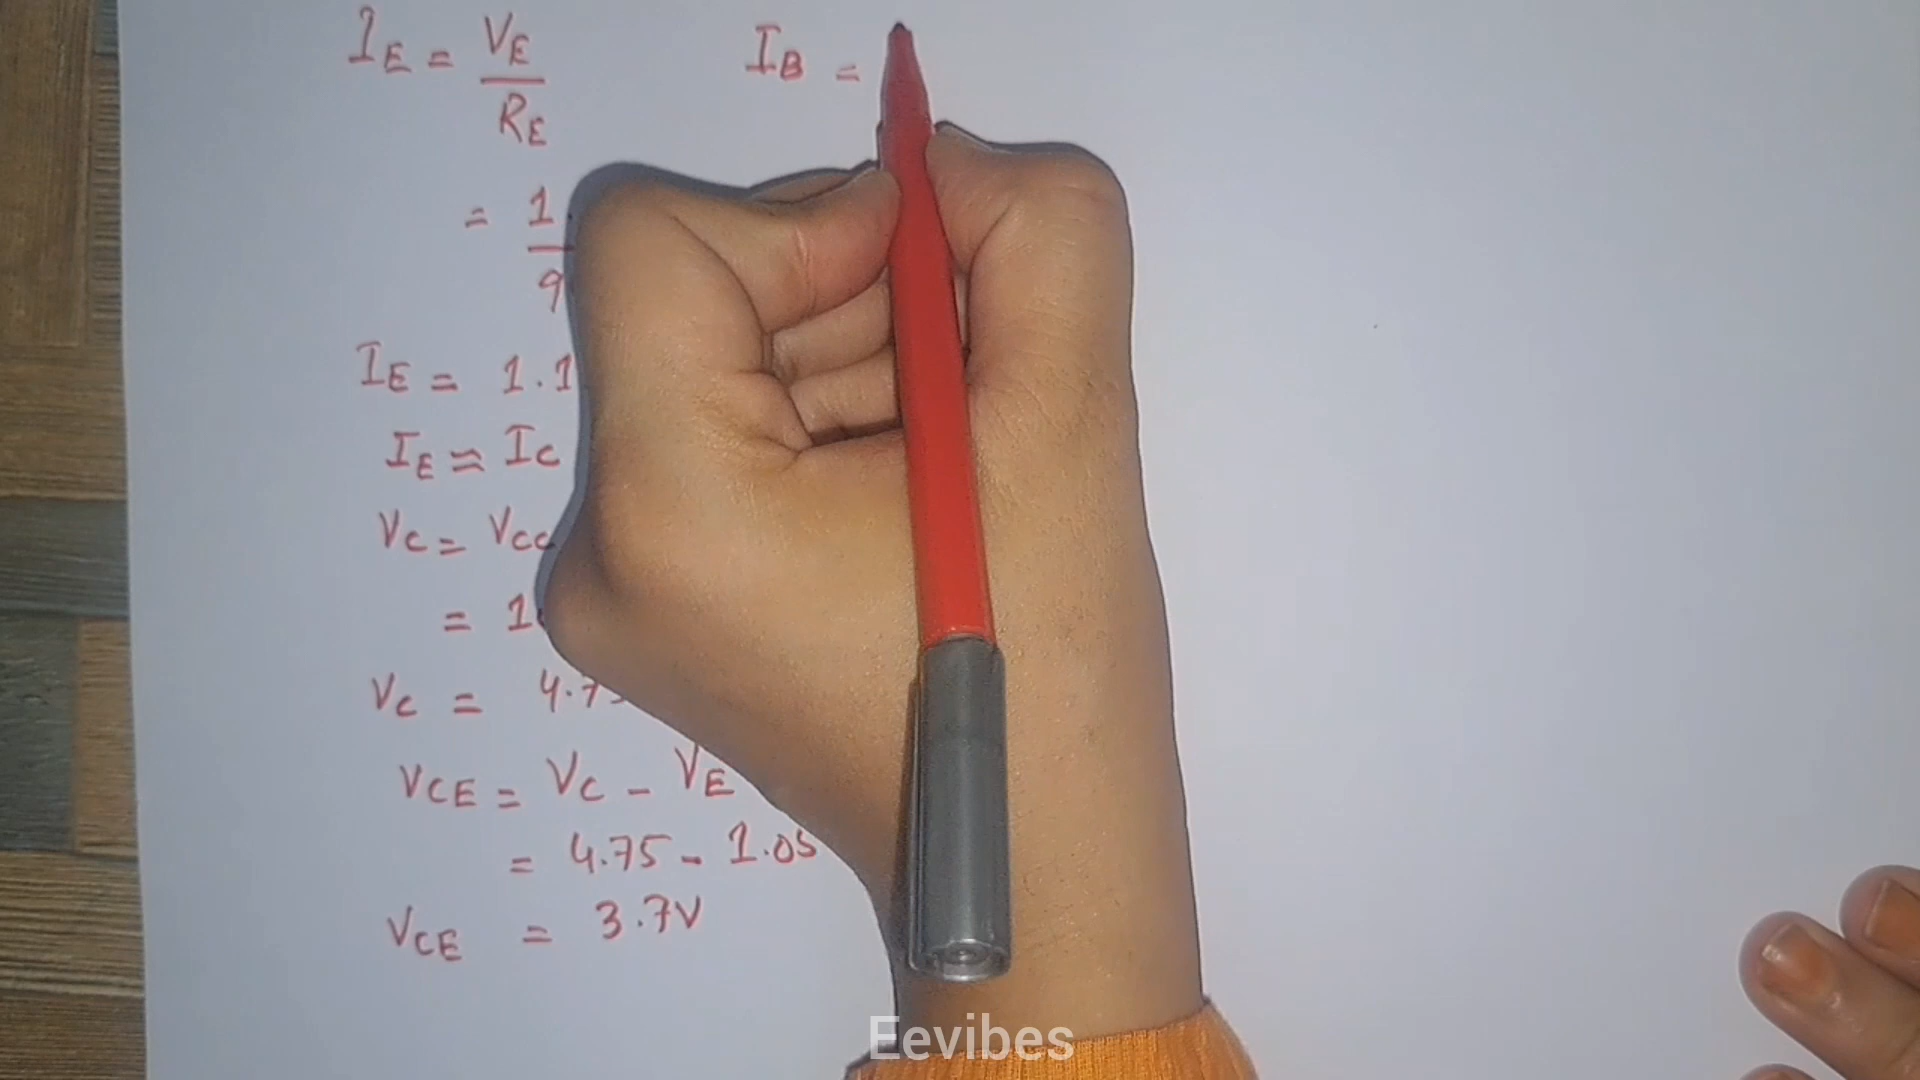 IE = VE
RE
= 1
9
IE = 1.1
IE ≈ IC
VC = VCC
= 1
VC = 4.75
VCE = VC - VE
= 4.75 - 1.05
VCE = 3.7V
IB =
Eevibes